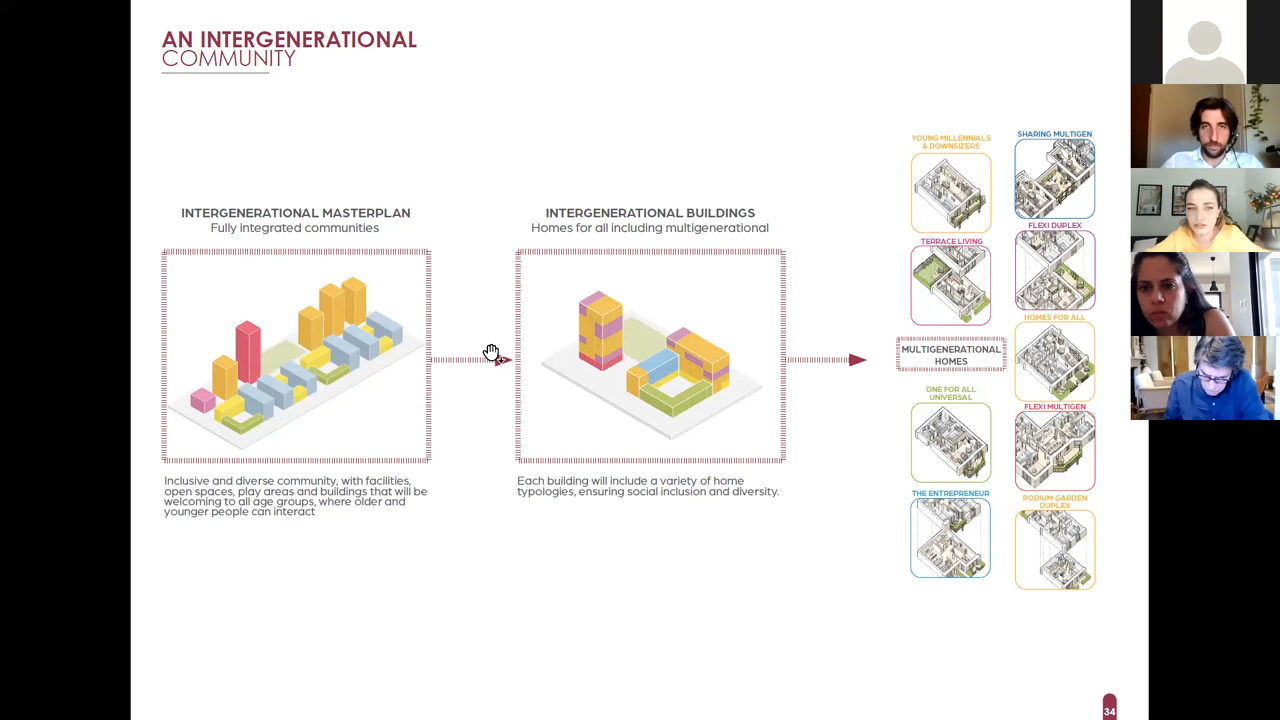 AN INTERGENERATIONAL
COMMUNITY
INTERGENERATIONAL MASTERPLAN
Fully integrated communities
Inclusive and diverse community, with facilities,
open spaces, play areas and buildings that will be
welcoming to all age groups, where older and
younger people can interact
INTERGENERATIONAL BUILDINGS
Homes for all including multigenerational
Each building will include a variety of home
typologies, ensuring social inclusion and diversity.
YOUNG MILLENNIALS
& DOWNSIZERS
SHARING MULTIGEN
TERRACE LIVING
FLEXI DUPLEX
HOMES FOR ALL
MULTIGENERATIONAL
HOMES
ONE FOR ALL
UNIVERSAL
FLEXI MULTIGEN
THE ENTREPRENEUR
PODIUM GARDEN
DUPLEX
34